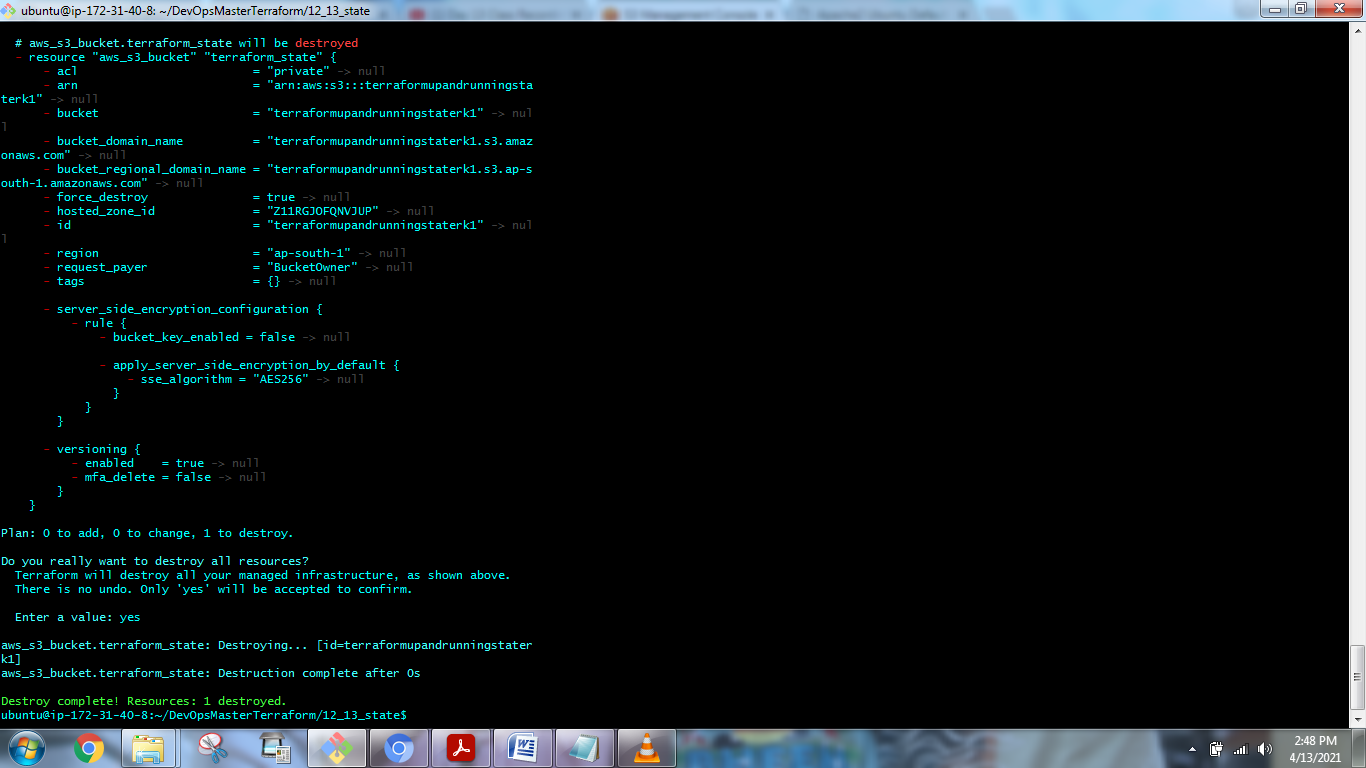 ubuntu@ip-172-31-40-8: ~/DevOpsMasterTerraform/12_13_state
  # aws_s3_bucket.terraform_state will be destroyed
  - resource "aws_s3_bucket" "terraform_state" {
      - acl                         = "private" -> null
      - arn                         = "arn:aws:s3:::terraformupandrunningsta
terk1" -> null
      - bucket                      = "terraformupandrunningstaterk1" -> nul
l
      - bucket_domain_name          = "terraformupandrunningstaterk1.s3.amaz
onaws.com" -> null
      - bucket_regional_domain_name = "terraformupandrunningstaterk1.s3.ap-s
outh-1.amazonaws.com" -> null
      - force_destroy               = true -> null
      - hosted_zone_id              = "Z11RGJOFQNVJUP" -> null
      - id                          = "terraformupandrunningstaterk1" -> nul
l
      - region                      = "ap-south-1" -> null
      - request_payer               = "BucketOwner" -> null
      - tags                        = {} -> null
      - server_side_encryption_configuration {
          - rule {
              - bucket_key_enabled = false -> null
              - apply_server_side_encryption_by_default {
                  - sse_algorithm = "AES256" -> null
                }
            }
        }
      - versioning {
          - enabled    = true -> null
          - mfa_delete = false -> null
        }
    }
Plan: 0 to add, 0 to change, 1 to destroy.
Do you really want to destroy all resources?
  Terraform will destroy all your managed infrastructure, as shown above.
  There is no undo. Only 'yes' will be accepted to confirm.
  Enter a value: yes
aws_s3_bucket.terraform_state: Destroying... [id=terraformupandrunningstater
k1]
aws_s3_bucket.terraform_state: Destruction complete after 0s
Destroy complete! Resources: 1 destroyed.
ubuntu@ip-172-31-40-8:~/DevOpsMasterTerraform/12_13_state$
2:48 PM
4/13/2021